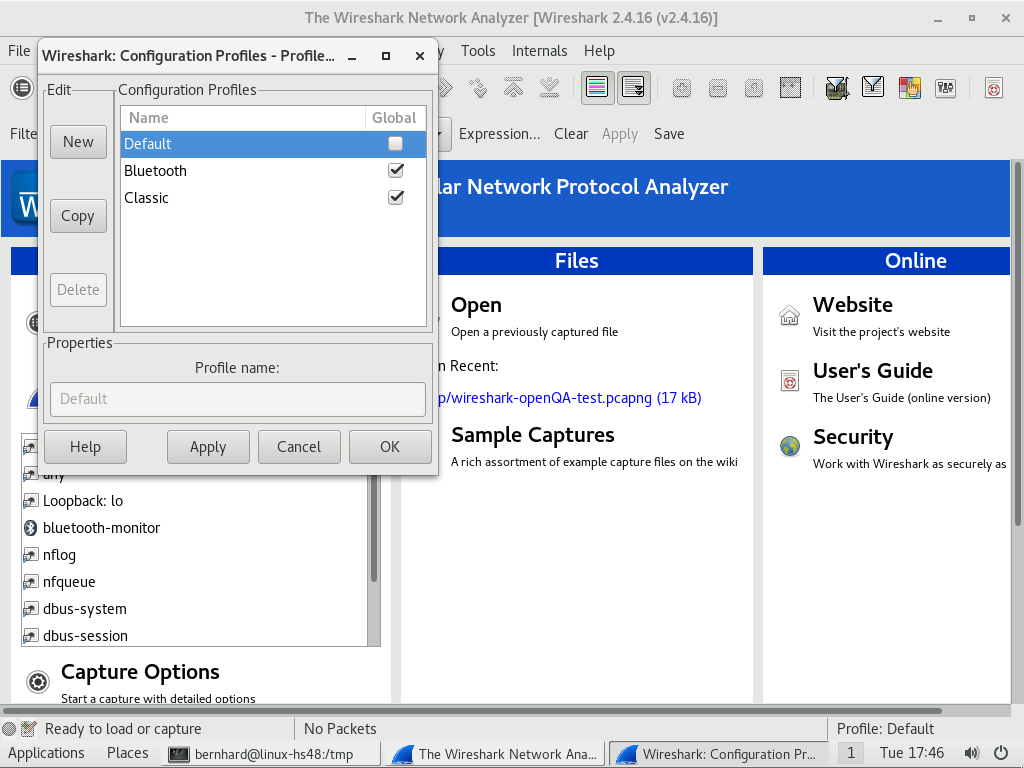 The Wireshark Network Analyzer [Wireshark 2.4.16 (v2.4.16)]
File
Tools Internals Help
Wireshark: Configuration Profiles - Profile...
Edit
Configuration Profiles
Name Global
New
Default
Bluetooth
Classic
Copy
Delete
Properties
Profile name:
Default
Help Apply Cancel OK
Expression... Clear Apply Save
Network Protocol Analyzer
Files
Open
Open a previously captured file
Recent:
/wireshark-openQA-test.pcapng (17 kB)
Sample Captures
A rich assortment of example capture files on the wiki
Online
Website
Visit the project's website
User's Guide
The User's Guide (online version)
Security
Work with Wireshark as securely as
any
Loopback: lo
bluetooth-monitor
nflog
nfqueue
dbus-system
dbus-session
Capture Options
Start a capture with detailed options
Ready to load or capture
No Packets
Profile: Default
Applications Places bernhard@linux-hs48:/tmp The Wireshark Network Ana... Wireshark: Configuration Pr... 1 Tue 17:46